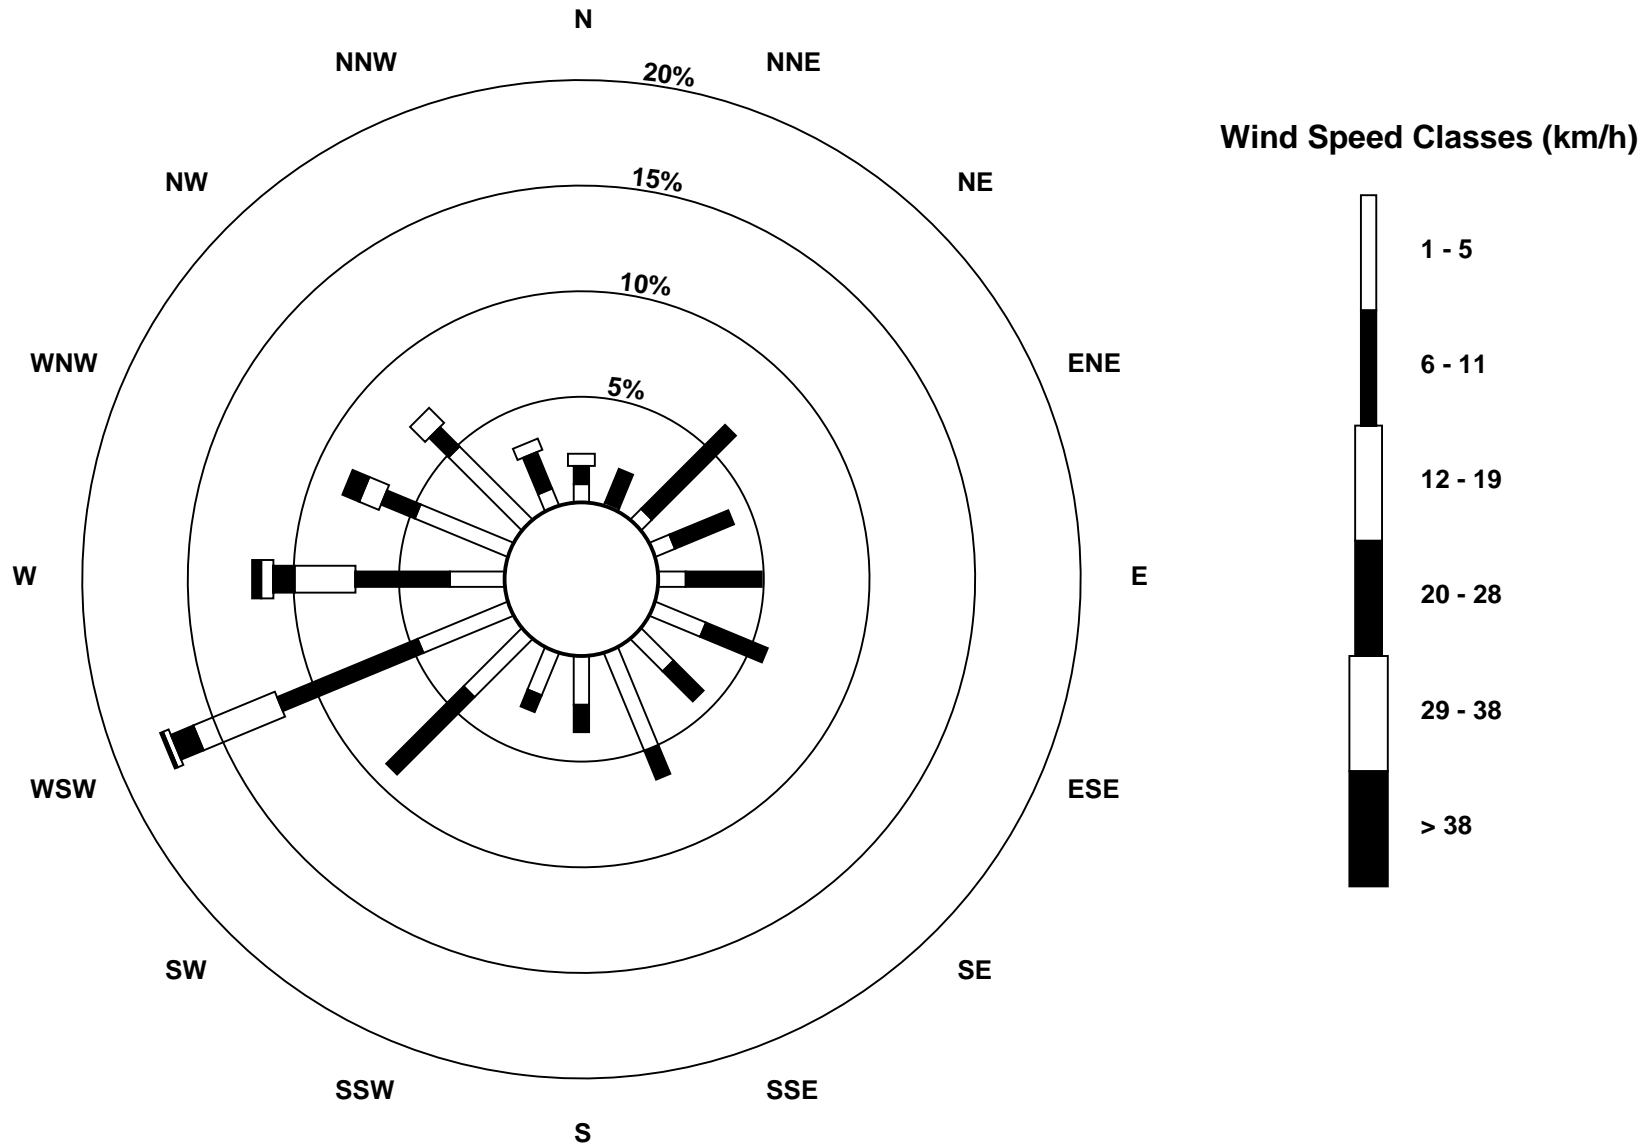 N
NNW
NNE
20%
Wind Speed Classes (km/h)
15%
NW
NE
1 - 5
10%
WNW
ENE
6 - 11
5%
12 - 19
W
E
20 - 28
29 - 38
WSW
ESE
> 38
SW
SE
SSW
SSE
S